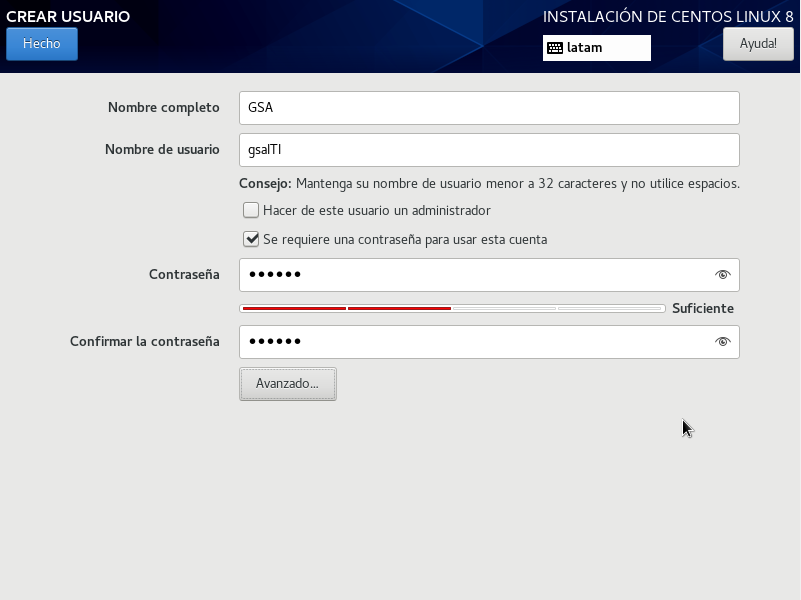 CREAR USUARIO
INSTALACIÓN DE CENTOS LINUX 8
Hecho
latam
Ayuda!
Nombre completo
GSA
Nombre de usuario
gsaITI
Consejo: Mantenga su nombre de usuario menor a 32 caracteres y no utilice espacios.
Hacer de este usuario un administrador
Se requiere una contraseña para usar esta cuenta
Contraseña
••••••
Suficiente
Confirmar la contraseña
••••••
Avanzado...